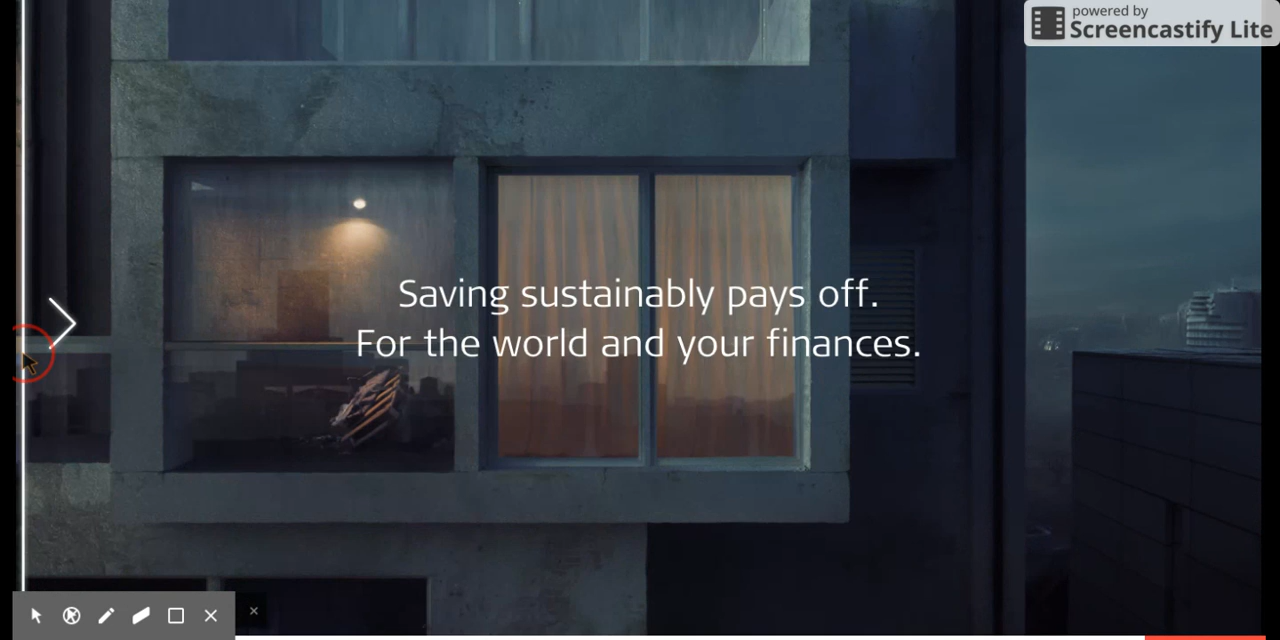 powered by
Screencastify Lite
Saving sustainably pays off.
For the world and your finances.